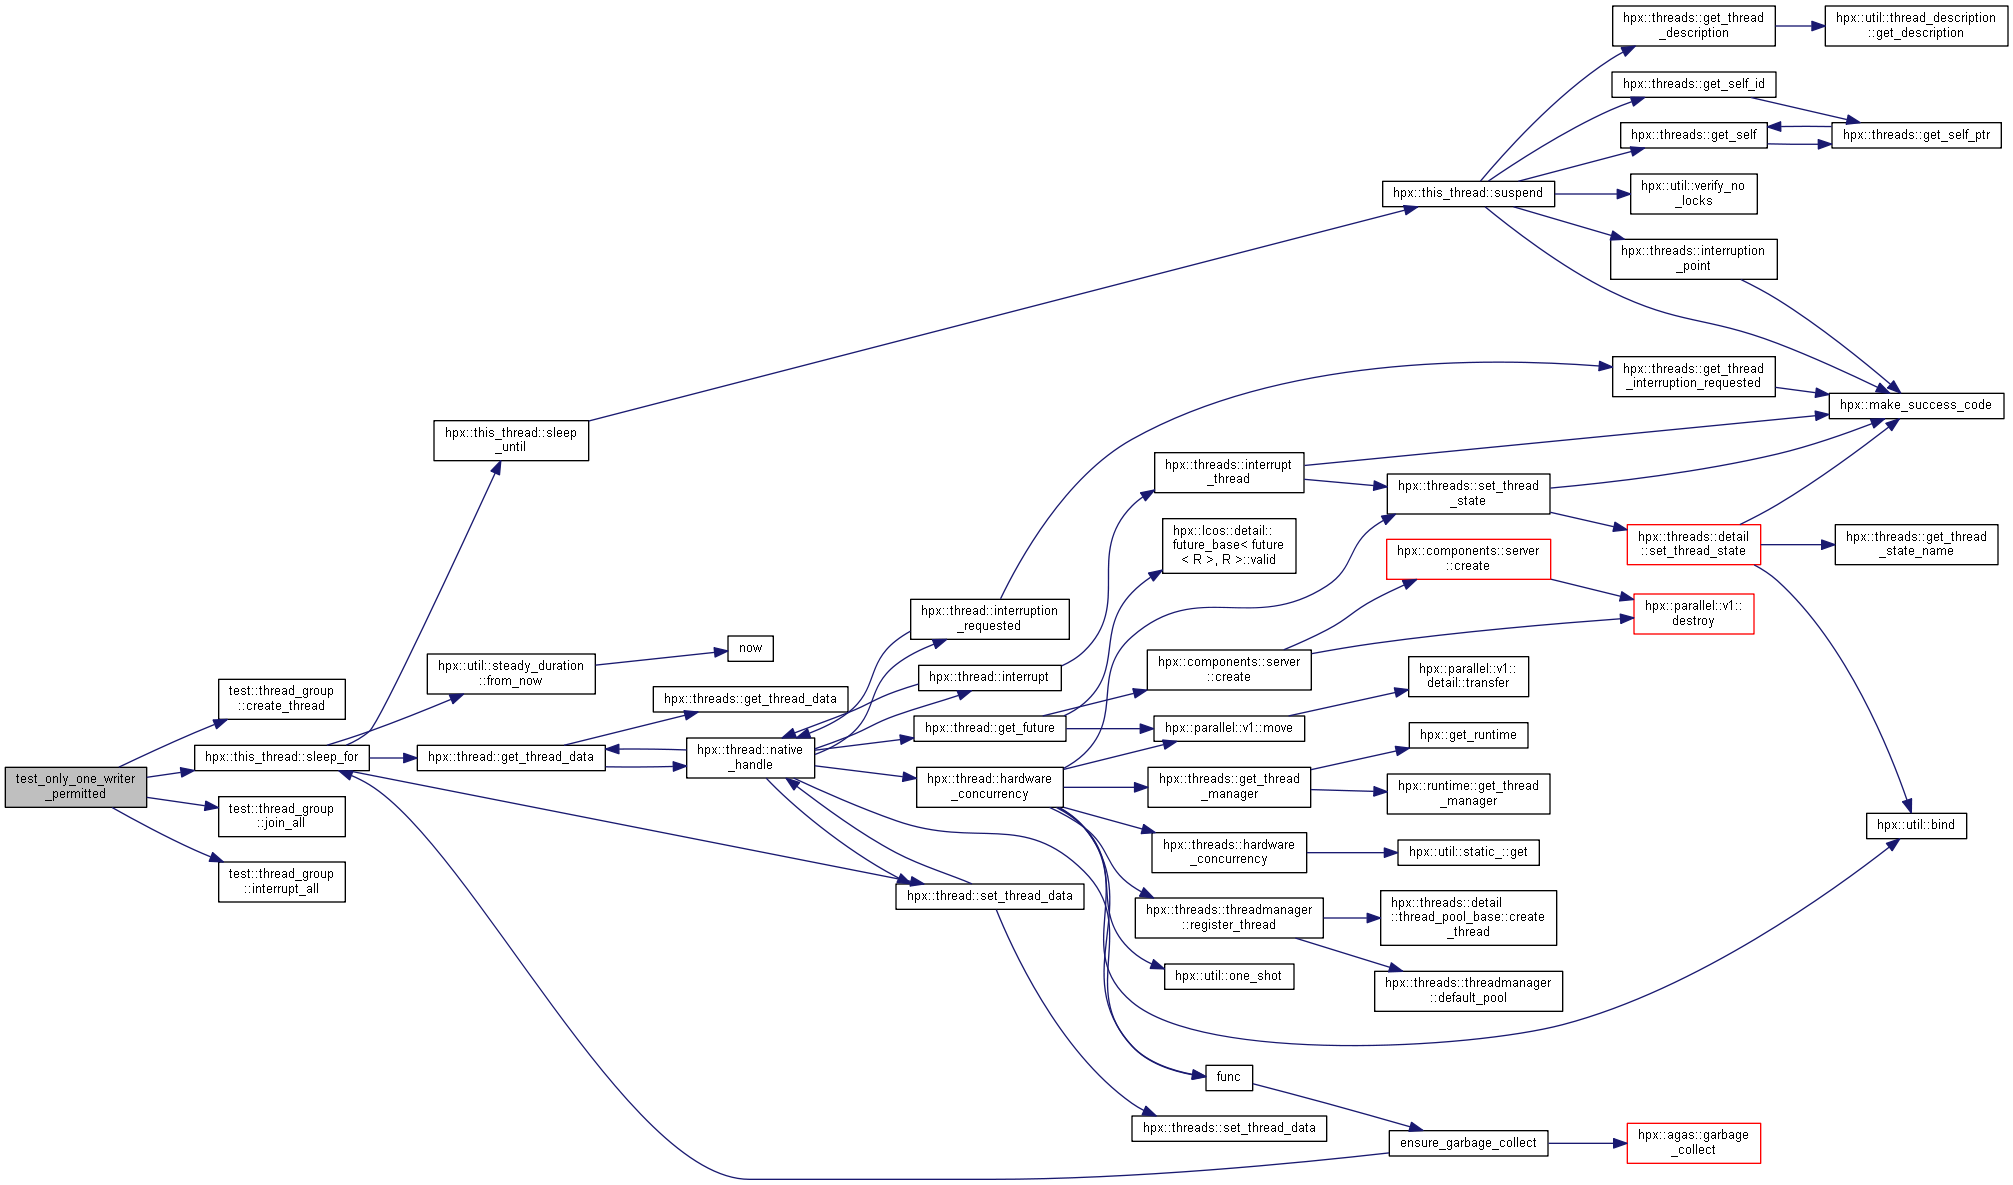 test_only_one_writer
_permitted
test::thread_group
::create_thread
hpx::this_thread::sleep_for
test::thread_group
::join_all
test::thread_group
::interrupt_all
hpx::this_thread::sleep
_until
hpx::util::steady_duration
::from_now
hpx::thread::get_thread_data
now
hpx::threads::get_thread_data
hpx::thread::native
_handle
hpx::thread::interruption
_requested
hpx::thread::interrupt
hpx::thread::get_future
hpx::thread::hardware
_concurrency
hpx::thread::set_thread_data
hpx::threads::interrupt
_thread
hpx::lcos::detail::
future_base< future
< R >, R >::valid
hpx::components::server
::create
hpx::parallel::v1::move
hpx::threads::get_thread
_manager
hpx::threads::hardware
_concurrency
hpx::threads::threadmanager
::register_thread
hpx::util::one_shot
func
hpx::threads::set_thread_data
hpx::this_thread::suspend
hpx::threads::set_thread
_state
hpx::components::server
::create
hpx::parallel::v1::
detail::transfer
hpx::get_runtime
hpx::runtime::get_thread
_manager
hpx::util::static_::get
hpx::threads::detail
::thread_pool_base::create
_thread
hpx::threads::threadmanager
::default_pool
ensure_garbage_collect
hpx::threads::get_thread
_description
hpx::threads::get_self_id
hpx::threads::get_self
hpx::util::verify_no
_locks
hpx::threads::interruption
_point
hpx::threads::get_thread
_interruption_requested
hpx::threads::detail
::set_thread_state
hpx::parallel::v1::
destroy
hpx::agas::garbage
_collect
hpx::util::thread_description
::get_description
hpx::threads::get_self_ptr
hpx::make_success_code
hpx::threads::get_thread
_state_name
hpx::util::bind